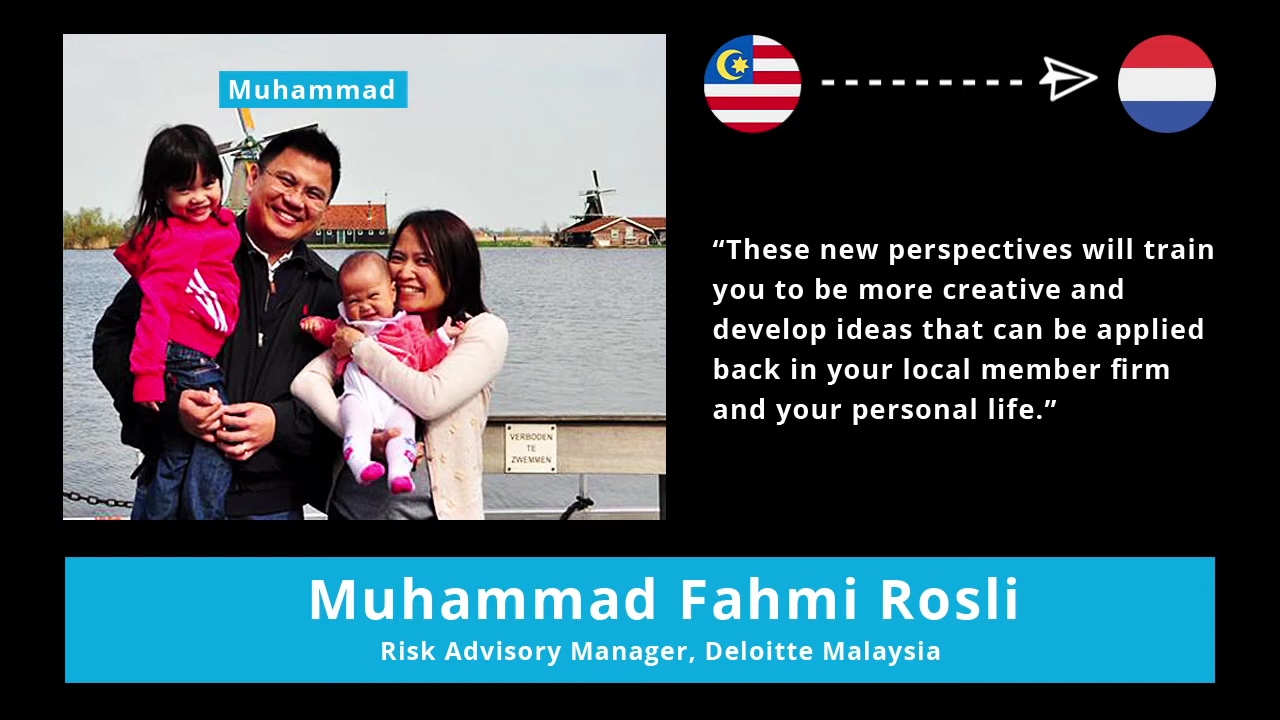 Muhammad
“These new perspectives will train
you to be more creative and
develop ideas that can be applied
back in your local member firm
and your personal life.”
VERBODEN
TE
ZWEMMEN
Muhammad Fahmi Rosli
Risk Advisory Manager, Deloitte Malaysia